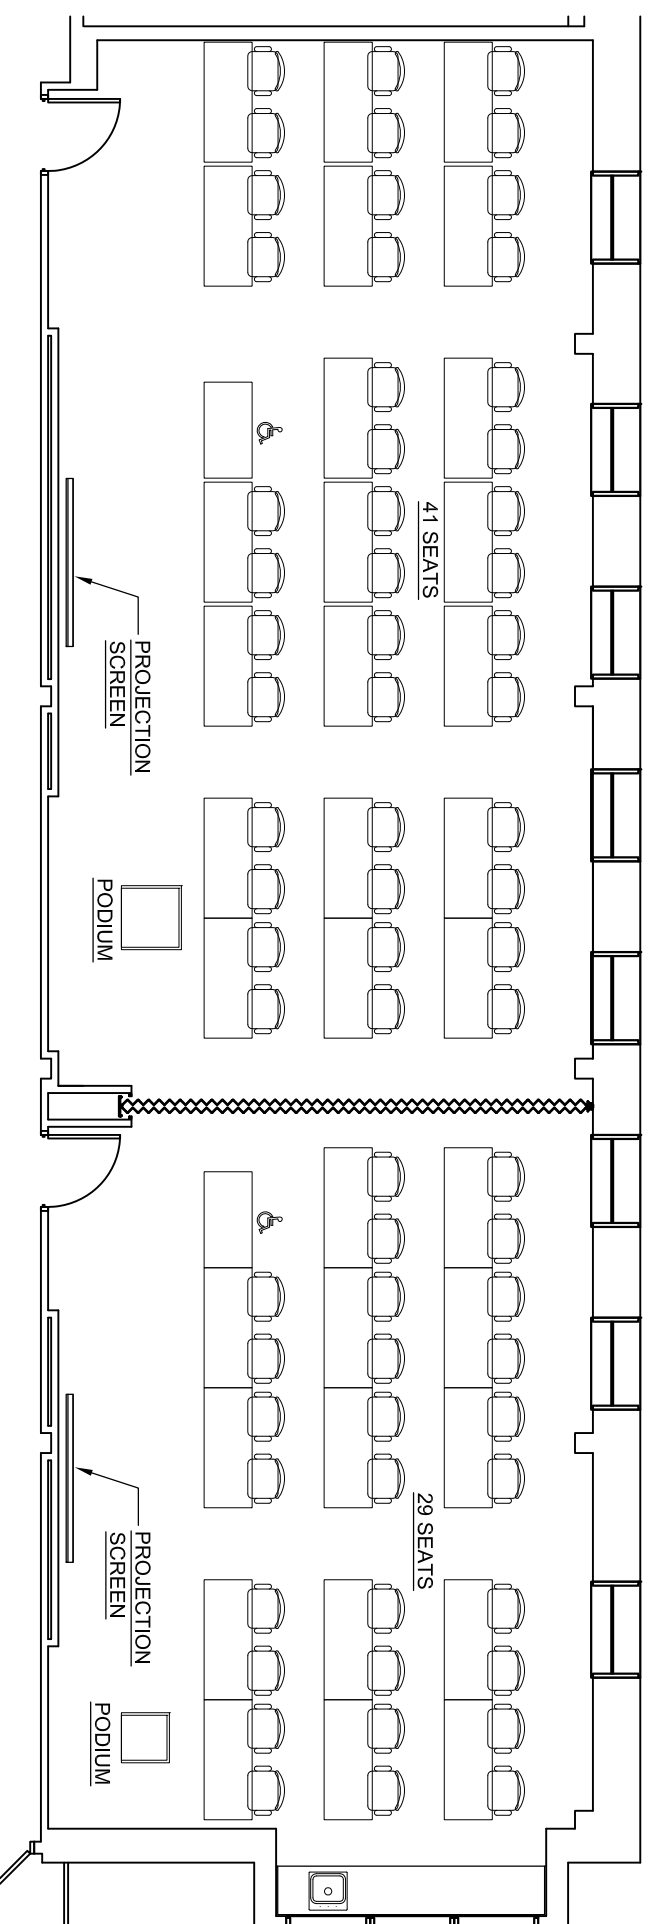 41 SEATS
PROJECTION
SCREEN
PODIUM
29 SEATS
PROJECTION
SCREEN
PODIUM